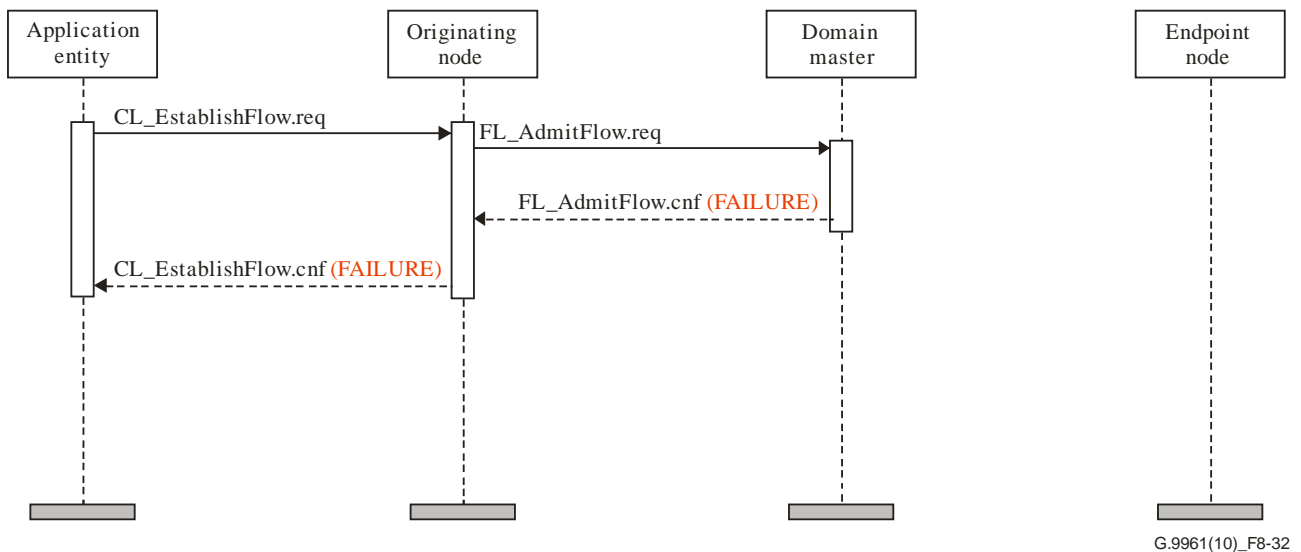 Application
entity
Originating
node
Domain
master
Endpoint
node
CL_EstablishFlow.req
FL_AdmitFlow.req
FL_AdmitFlow.cnf (FAILURE)
CL_EstablishFlow.cnf (FAILURE)
G.9961(10)_F8-32